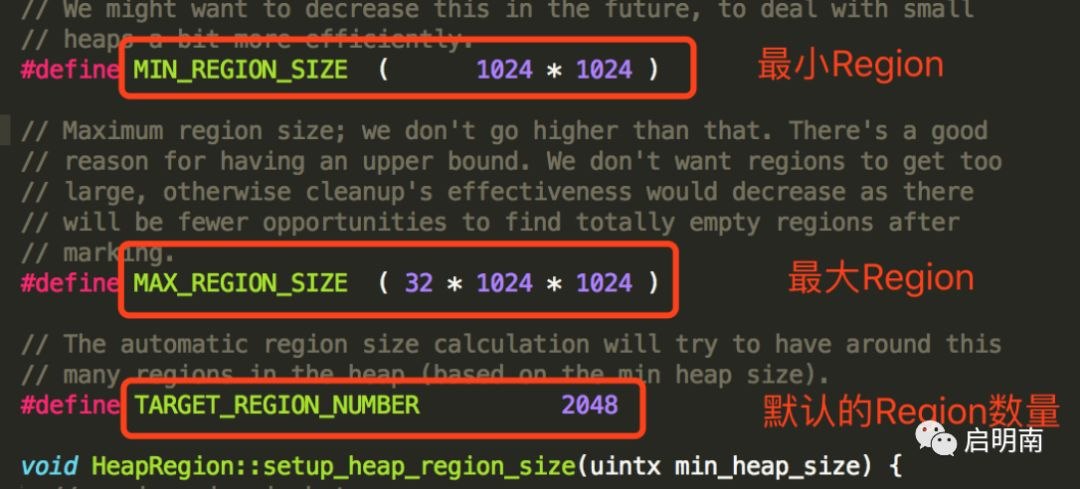 // We might want to decrease this in the future, to deal with small
// heaps a bit more efficiently.
#define MIN_REGION_SIZE  (      1024 * 1024 )
最小Region
// Maximum region size; we don't go higher than that. There's a good
// reason for having an upper bound. We don't want regions to get too
// large, otherwise cleanup's effectiveness would decrease as there
// will be fewer opportunities to find totally empty regions after
// marking.
#define MAX_REGION_SIZE  ( 32 * 1024 * 1024 )
最大Region
// The automatic region size calculation will try to have around this
// many regions in the heap (based on the min heap size).
#define TARGET_REGION_NUMBER          2048
默认的Region数量
启明南
void HeapRegion::setup_heap_region_size(uintx min_heap_size) {